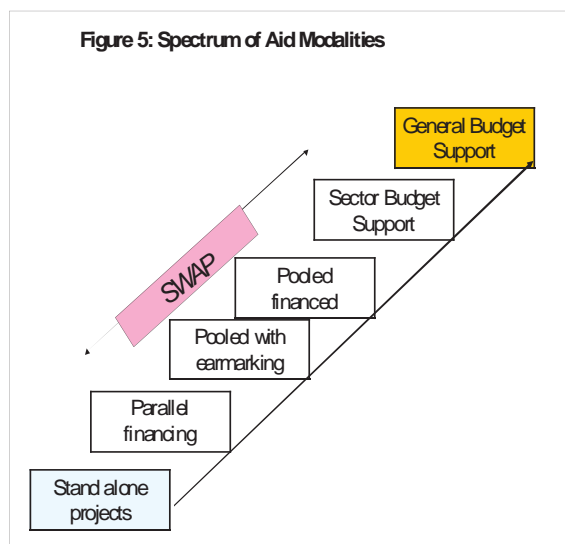 Figure 5: Spectrum of Aid Modalities
General Budget
Support
Sector Budget
Support
SWAP
Pooled
financed
Pooled with
earmarking
Parallel
financing
Stand alone
projects